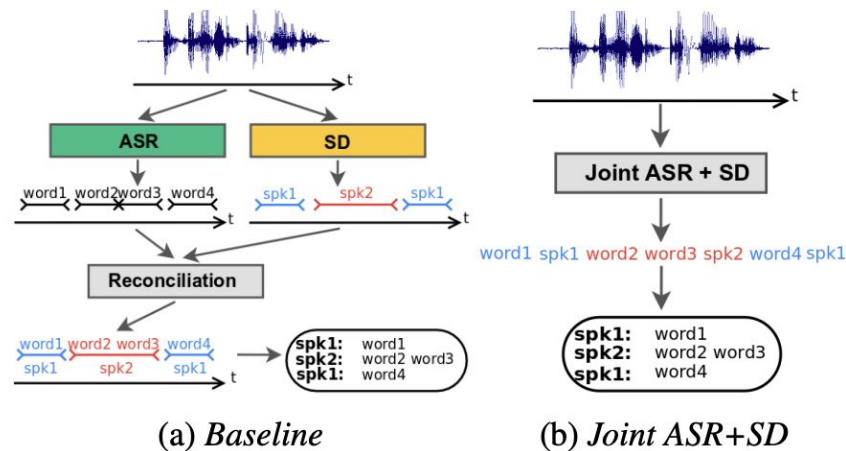 t
ASR
SD
word1 word2 word3 word4
t
spk1 spk2 spk1
t
Reconciliation
word1 word2 word3 word4
spk1 spk2 spk1
t
spk1: word1
spk2: word2 word3
spk1: word4
(a) Baseline
t
Joint ASR + SD
word1 spk1 word2 word3 spk2 word4 spk1
spk1: word1
spk2: word2 word3
spk1: word4
(b) Joint ASR+SD